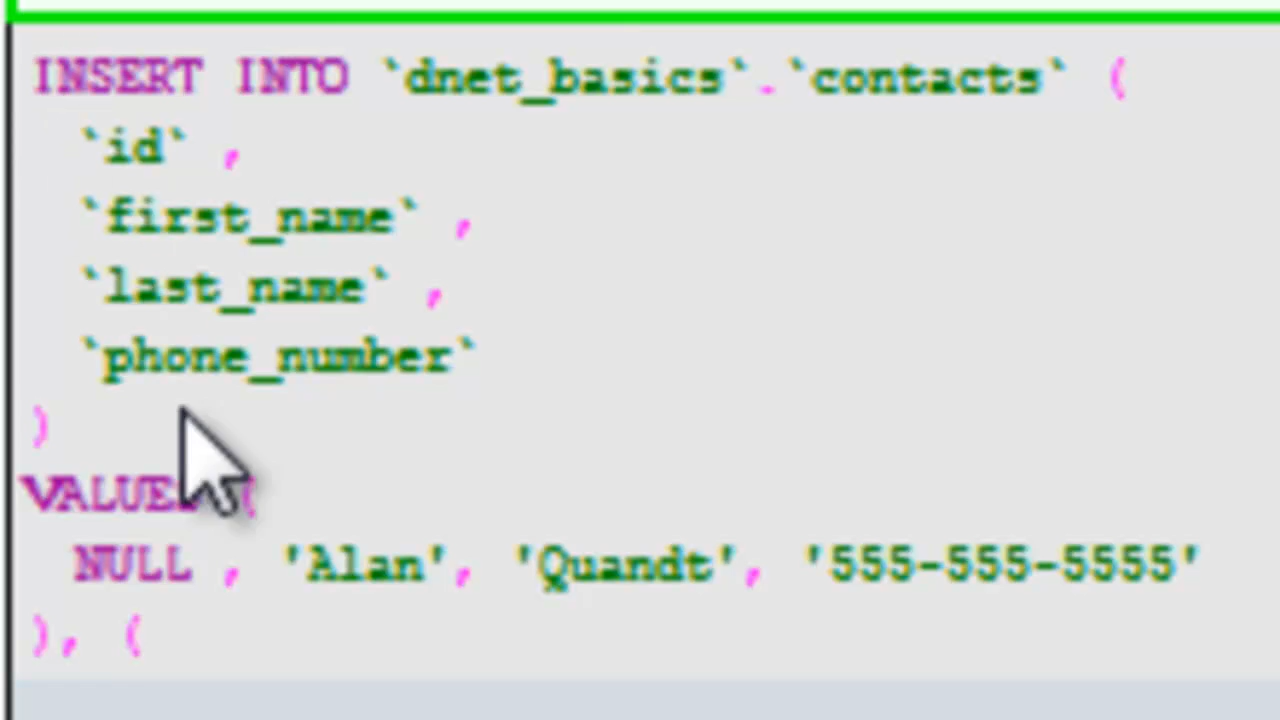 INSERT INTO `dnet_basics`.`contacts` (
`id` ,
`first_name` ,
`last_name` ,
`phone_number`
)
VALUES (
NULL , 'Alan', 'Quandt', '555-555-5555'
), (